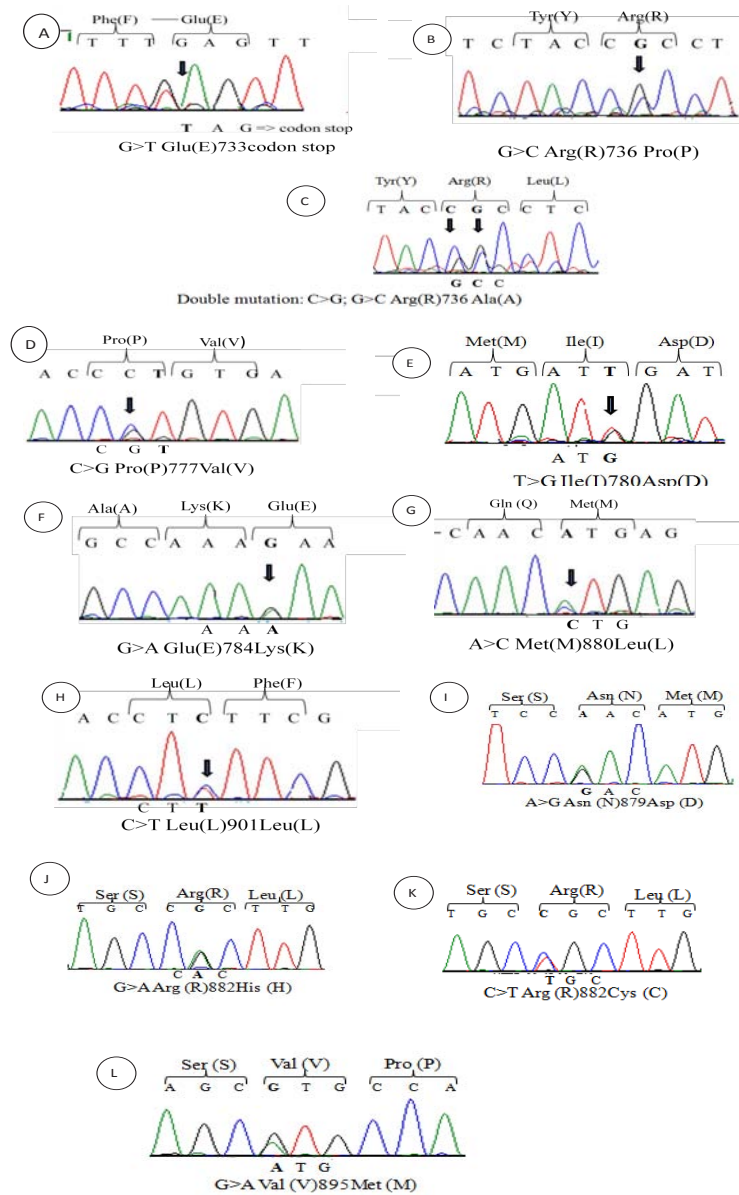 A
Phe(F) Glu(E)
T T T G A G T T
T A G => codon stop
G>T Glu(E)733codon stop
B
Tyr(Y) Arg(R)
T C T A C C G C C T
G>C Arg(R)736 Pro(P)
C
Tyr(Y) Arg(R) Leu(L)
T A C C G C C T C
G C C
Double mutation: C>G; G>C Arg(R)736 Ala(A)
D
Pro(P) Val(V)
A C C C T G T G A
C G T
C>G Pro(P)777Val(V)
E
Met(M) Ile(I) Asp(D)
A T G A T T G A T
A T G
T>G Ile(I)780Asp(D)
F
Ala(A) Lys(K) Glu(E)
G C C A A A G A A
A A A
G>A Glu(E)784Lys(K)
G
Gln (Q) Met(M)
C A A C A T G A G
C T G
A>C Met(M)880Leu(L)
H
Leu(L) Phe(F)
A C C T C T T C G
C T T
C>T Leu(L)901Leu(L)
I
Ser (S) Asn (N) Met (M)
T C C A A C A T G
G A C
A>G Asn (N)879Asp (D)
J
Ser (S) Arg(R) Leu (L)
T G C C G C T T G
C A C
G>A Arg (R)882His (H)
K
Ser (S) Arg(R) Leu (L)
T G C C G C T T G
T G C
C>T Arg (R)882Cys (C)
L
Ser (S) Val (V) Pro (P)
A G C G T G C C A
A T G
G>A Val (V)895Met (M)